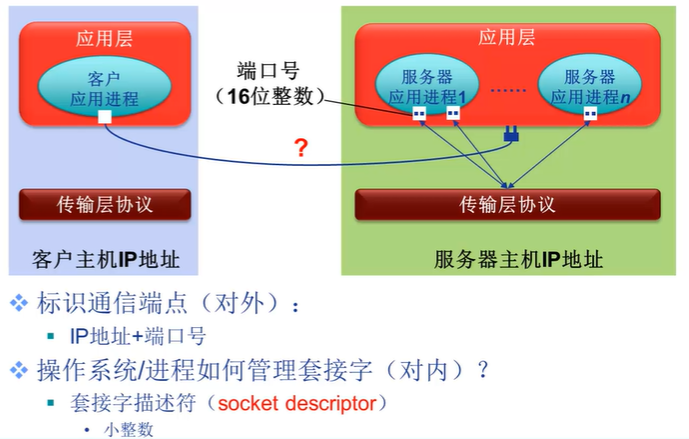 应用层
客户
应用进程
端口号
（16位整数）
?
应用层
服务器
应用进程1
……
服务器
应用进程n
传输层协议
传输层协议
客户主机IP地址
服务器主机IP地址
标识通信端点（对外）：
IP地址+端口号
操作系统/进程如何管理套接字（对内）？
套接字描述符（socket descriptor）
小整数